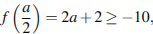 f(a/2) = 2a + 2 ≥ −10,